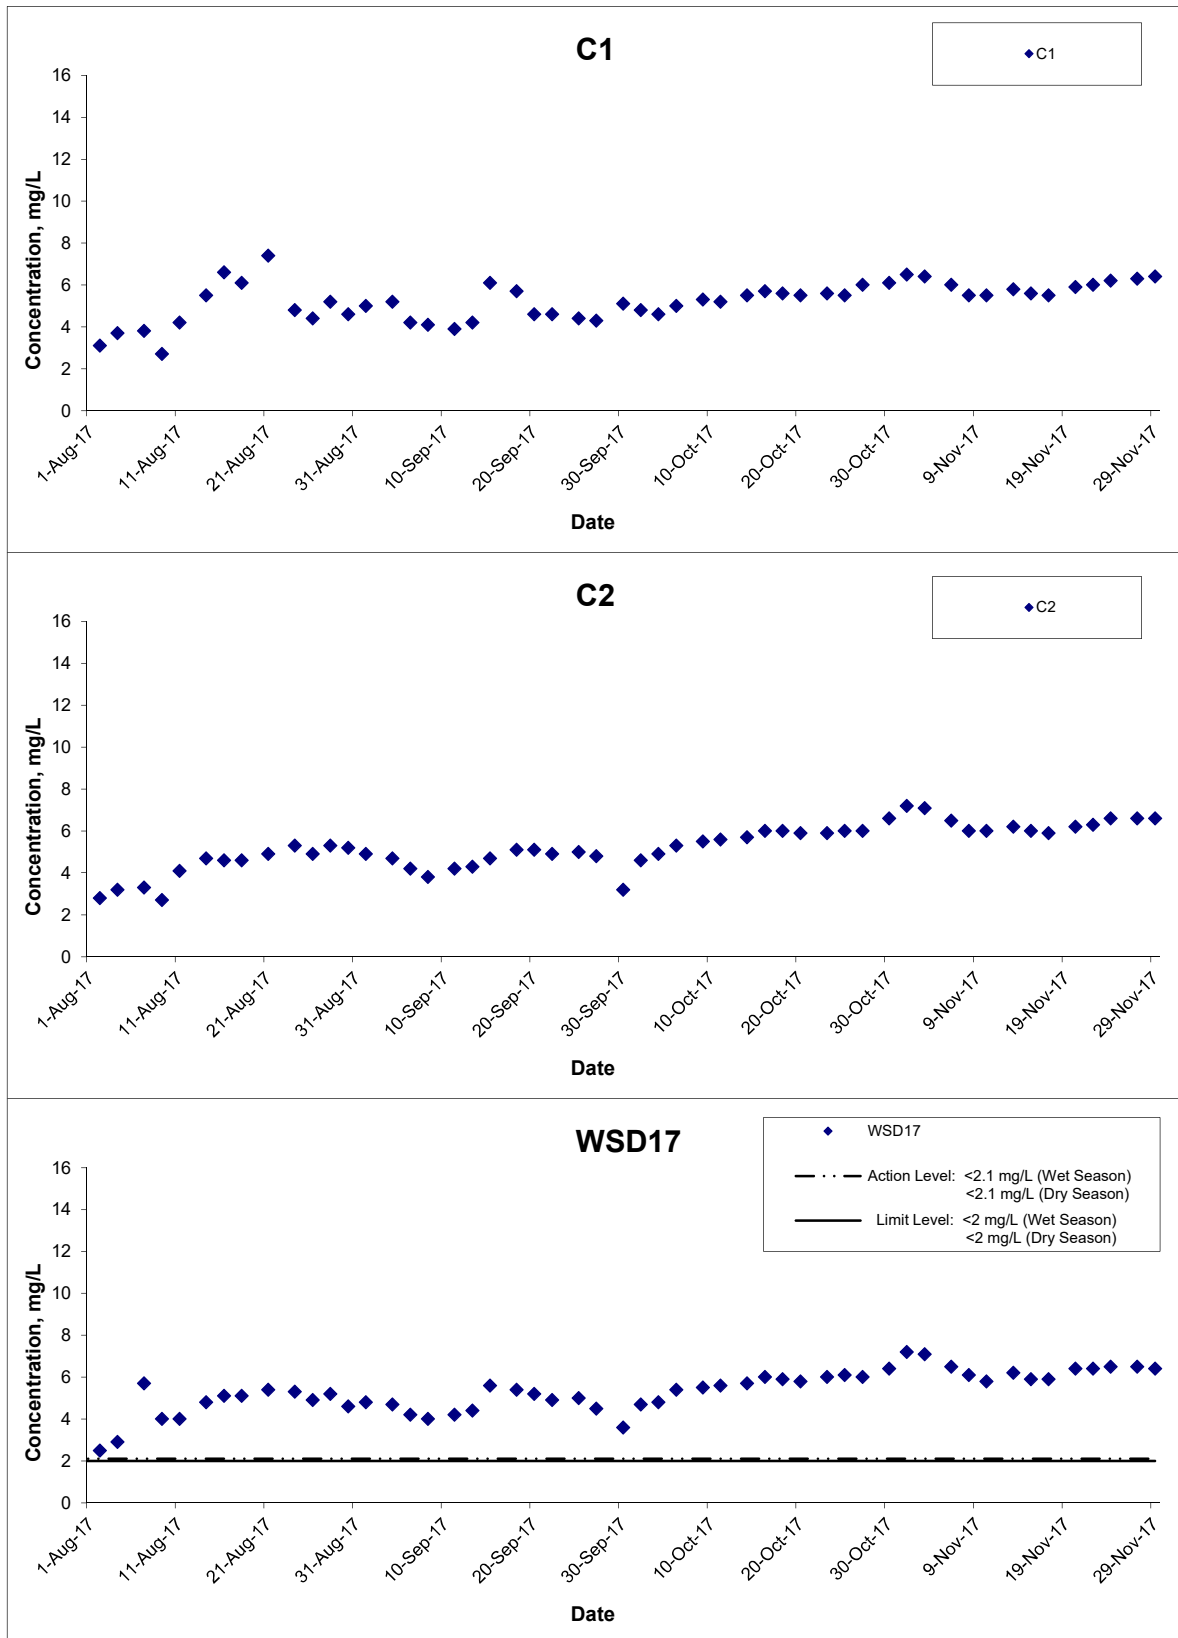 C1
C1
16
14
12
10
8
6
4
2
0
Concentration, mg/L
1-Aug-17
11-Aug-17
21-Aug-17
31-Aug-17
10-Sep-17
20-Sep-17
30-Sep-17
10-Oct-17
20-Oct-17
30-Oct-17
9-Nov-17
19-Nov-17
29-Nov-17
Date
C2
C2
16
14
12
10
8
6
4
2
0
Concentration, mg/L
1-Aug-17
11-Aug-17
21-Aug-17
31-Aug-17
10-Sep-17
20-Sep-17
30-Sep-17
10-Oct-17
20-Oct-17
30-Oct-17
9-Nov-17
19-Nov-17
29-Nov-17
Date
WSD17
WSD17
Action Level: <2.1 mg/L (Wet Season)
<2.1 mg/L (Dry Season)
Limit Level: <2 mg/L (Wet Season)
<2 mg/L (Dry Season)
16
14
12
10
8
6
4
2
0
Concentration, mg/L
1-Aug-17
11-Aug-17
21-Aug-17
31-Aug-17
10-Sep-17
20-Sep-17
30-Sep-17
10-Oct-17
20-Oct-17
30-Oct-17
9-Nov-17
19-Nov-17
29-Nov-17
Date